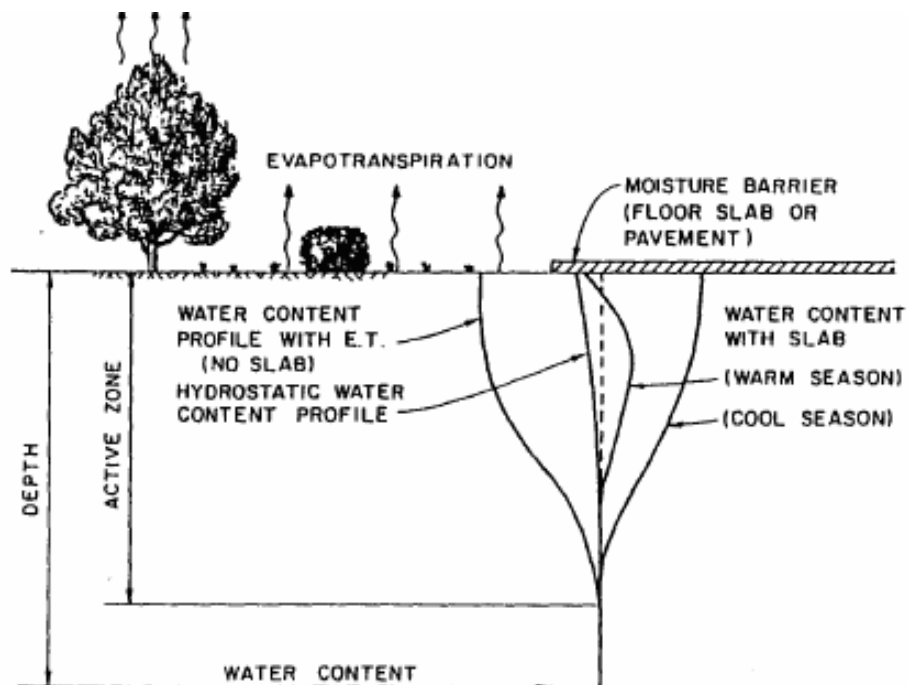 EVAPOTRANSPIRATION
MOISTURE BARRIER
(FLOOR SLAB OR
PAVEMENT)
WATER CONTENT
PROFILE WITH E.T.
(NO SLAB)
HYDROSTATIC WATER
CONTENT PROFILE
WATER CONTENT
WITH SLAB
(WARM SEASON)
(COOL SEASON)
DEPTH
ACTIVE ZONE
WATER CONTENT